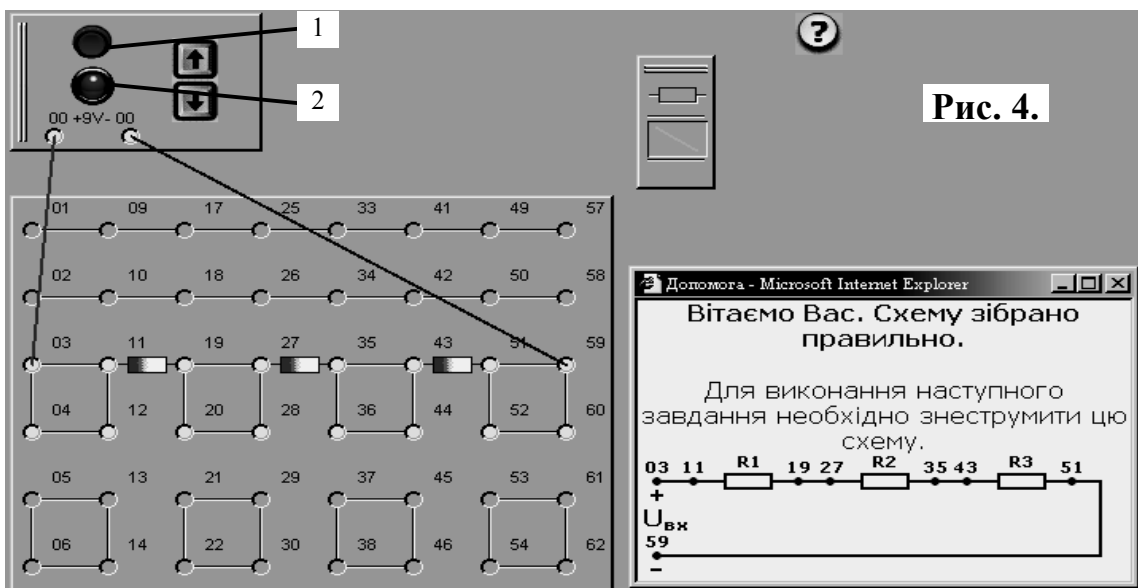 1
2
00 +9V- 00
?
Рис. 4.
01 09 17 25 33 41 49 57
02 10 18 26 34 42 50 58
03 11 19 27 35 43 51 59
04 12 20 28 36 44 52 60
05 13 21 29 37 45 53 61
06 14 22 30 38 46 54 62
Допомога - Microsoft Internet Explorer
Вітаємо Вас. Схему зібрано
правильно.
Для виконання наступного
завдання необхідно знеструмити цю
схему.
03 11 R1 19 27 R2 35 43 R3 51
+
Uвх
59
−